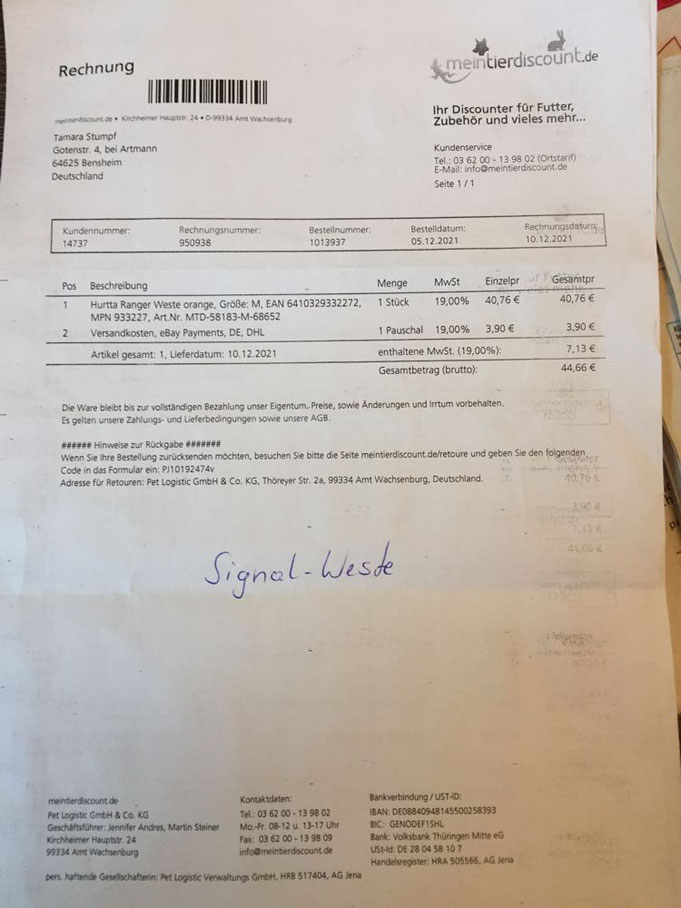 Rechnung
meintierdiscount.de
meintierdiscount.de • Kirchheimer Hauptstr. 24 • D-99334 Amt Wachsenburg
Ihr Discounter für Futter,
Zubehör und vieles mehr...
Tamara Stumpf
Gotenstr. 4, bei Artmann
64625 Bensheim
Deutschland
Kundenservice
Tel.: 03 62 00 - 13 98 02 (Ortstarif)
E-Mail: info@meintierdiscount.de
Seite 1 / 1
Kundennummer: Rechnungsnummer: Bestellnummer: Bestelldatum: Rechnungsdatum:
14737 950938 1013937 05.12.2021 10.12.2021
Pos Beschreibung Menge MwSt Einzelpr Gesamtpr
1 Hurtta Ranger Weste orange, Größe: M, EAN 6410329332272, 1 Stück 19,00% 40,76 € 40,76 €
MPN 933227, Art.Nr. MTD-58183-M-68652
2 Versandkosten, eBay Payments, DE, DHL 1 Pauschal 19,00% 3,90 € 3,90 €
Artikel gesamt: 1, Lieferdatum: 10.12.2021 enthaltene MwSt. (19,00%): 7,13 €
Gesamtbetrag (brutto): 44,66 €
Die Ware bleibt bis zur vollständigen Bezahlung unser Eigentum. Preise, sowie Änderungen und Irrtum vorbehalten.
Es gelten unsere Zahlungs- und Lieferbedingungen sowie unsere AGB.
###### Hinweise zur Rückgabe #######
Wenn Sie Ihre Bestellung zurücksenden möchten, besuchen Sie bitte die Seite meintierdiscount.de/retoure und geben Sie den folgenden
Code in das Formular ein: PJ10192474v
Adresse für Retouren: Pet Logistic GmbH & Co. KG, Thöreyer Str. 2a, 99334 Amt Wachsenburg, Deutschland.
Signal-Weste
meintierdiscount.de
Pet Logistic GmbH & Co. KG
Geschäftsführer: Jennifer Andres, Martin Steiner
Kirchheimer Hauptstr. 24
99334 Amt Wachsenburg
Kontaktdaten:
Tel.: 03 62 00 - 13 98 02
Mo.-Fr. 08-12 u. 13-17 Uhr
Fax: 03 62 00 - 13 98 09
info@meintierdiscount.de
Bankverbindung / UST-ID:
IBAN: DE08840948145500258393
BIC: GENODEF1SHL
Bank: Volksbank Thüringen Mitte eG
USt-Id: DE 28 04 58 10 7
Handelsregister: HRA 505566, AG Jena
pers. haftende Gesellschafterin: Pet Logistic Verwaltungs GmbH, HRB 517404, AG Jena